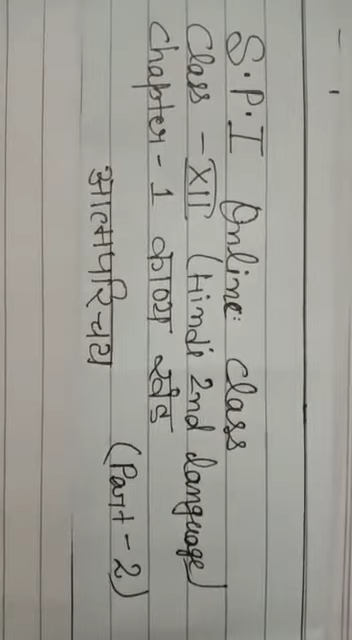 S.P.I Online: Class
Class - XII (Hindi 2nd Language)
Chapter - 1 काव्य खंड
आत्मपरिचय
(Part - 2)